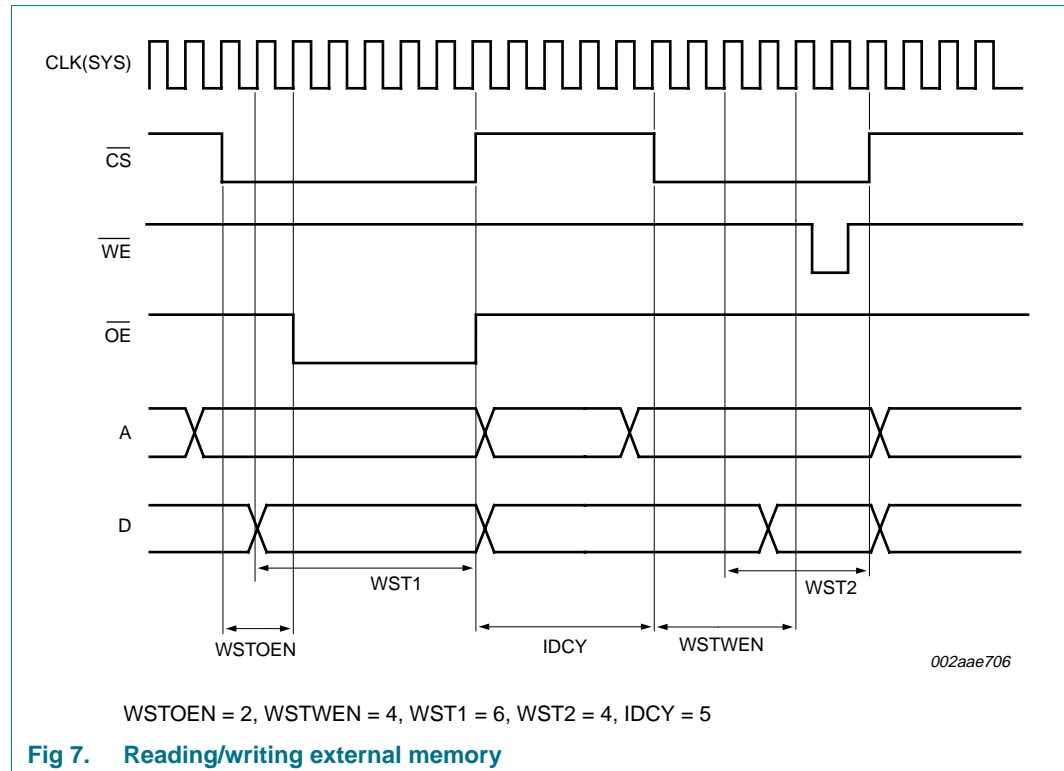 CLK(SYS)
CS
WE
OE
A
D
WST1
WST2
WSTOEN
IDCY
WSTWEN
002aae706
WSTOEN = 2, WSTWEN = 4, WST1 = 6, WST2 = 4, IDCY = 5
Fig 7. Reading/writing external memory